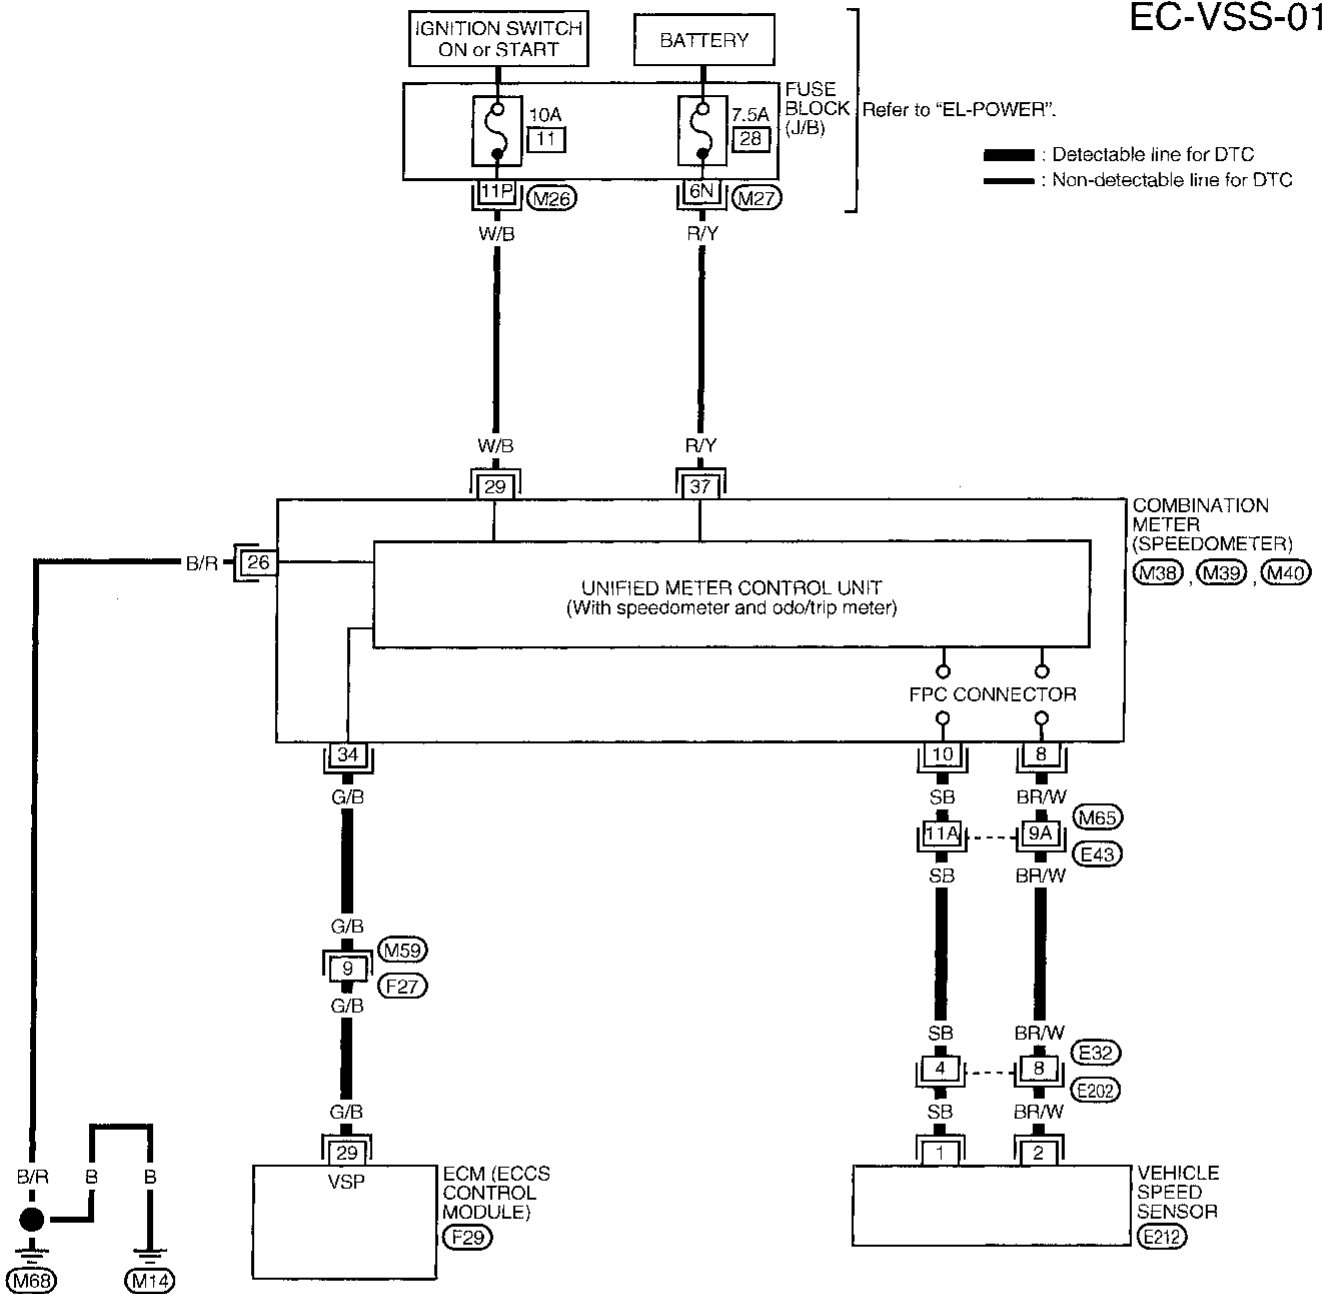 EC-VSS-01
IGNITION SWITCH
ON or START
BATTERY
FUSE
BLOCK
(J/B)
Refer to "EL-POWER".
10A
11
7.5A
28
: Detectable line for DTC
: Non-detectable line for DTC
11P
M26
6N
M27
W/B
R/Y
W/B
R/Y
29
37
COMBINATION
METER
(SPEEDOMETER)
M38 , M39 , M40
B/R
26
UNIFIED METER CONTROL UNIT
(With speedometer and odo/trip meter)
FPC CONNECTOR
34
10
8
G/B
SB
BR/W
11A
9A
M65
E43
SB
BR/W
G/B
9
M59
F27
G/B
SB
BR/W
4
8
E32
E202
G/B
SB
BR/W
29
1
2
B/R
B
B
VSP
ECM (ECCS
CONTROL
MODULE)
F29
VEHICLE
SPEED
SENSOR
E212
M68
M14